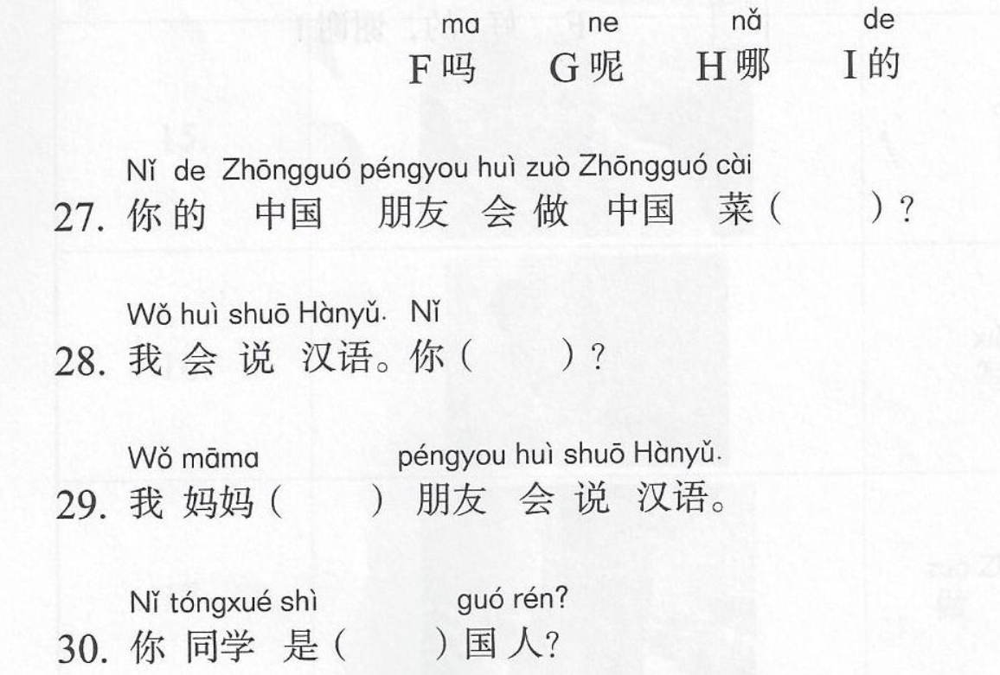 ma ne nǎ de
F 吗 G 呢 H 哪 I 的
Nǐ de Zhōngguó péngyou huì zuò Zhōngguó cài
27. 你 的 中国 朋友 会 做 中国 菜 （ ）？
Wǒ huì shuō Hànyǔ. Nǐ
28. 我 会 说 汉语。你（ ）？
Wǒ māma péngyou huì shuō Hànyǔ.
29. 我 妈妈（ ）朋友 会 说 汉语。
Nǐ tóngxué shì guó rén?
30. 你 同学 是（ ）国 人?